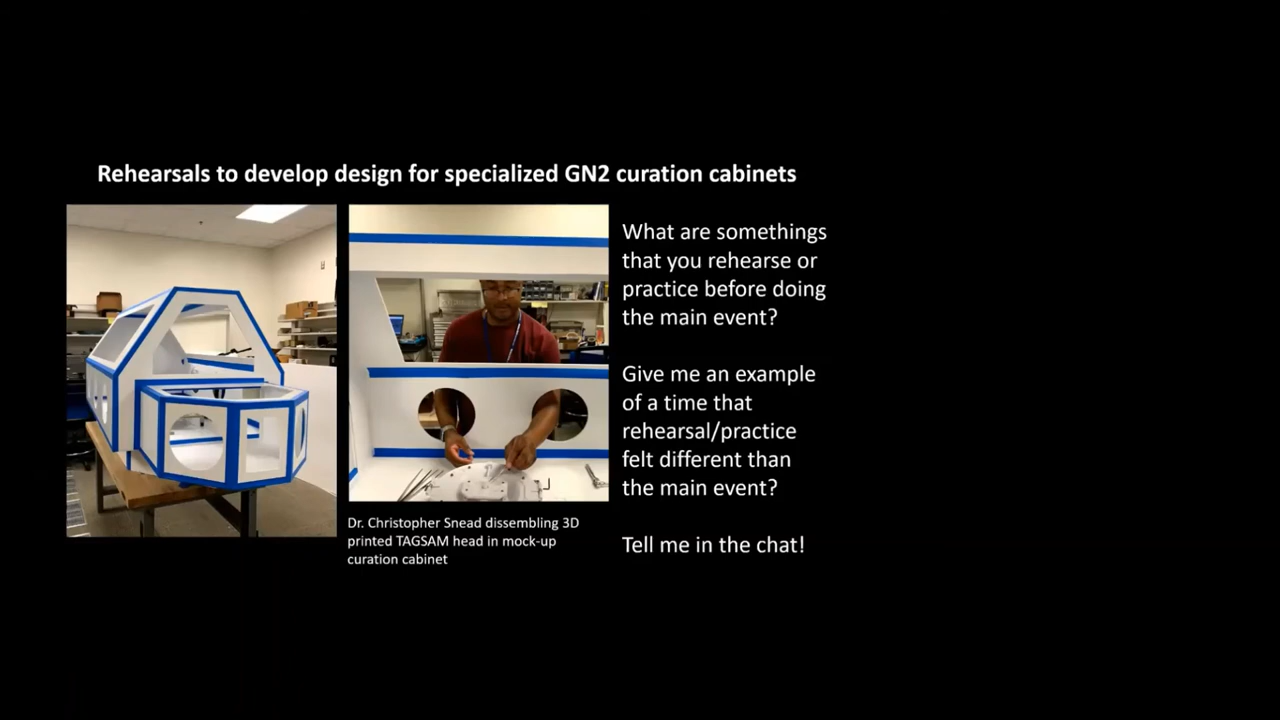 Rehearsals to develop design for specialized GN2 curation cabinets
What are somethings
that you rehearse or
practice before doing
the main event?
Give me an example
of a time that
rehearsal/practice
felt different than
the main event?
Tell me in the chat!
Dr. Christopher Snead dissembling 3D
printed TAGSAM head in mock-up
curation cabinet